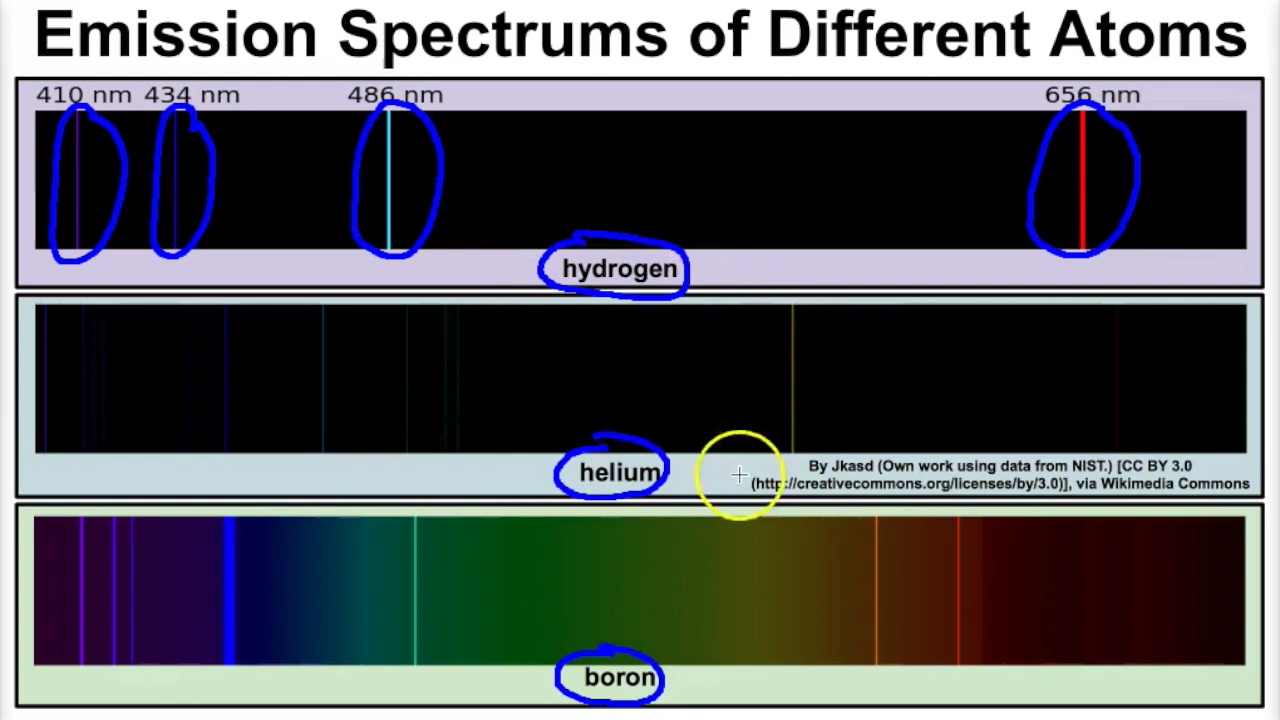 Emission Spectrums of Different Atoms
410 nm 434 nm 486 nm 656 nm
hydrogen
helium
By Jkasd (Own work using data from NIST.) [CC BY 3.0
(http://creativecommons.org/licenses/by/3.0)], via Wikimedia Commons
boron